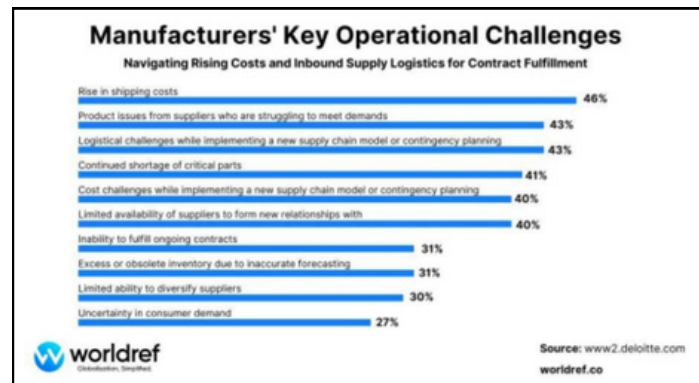 Manufacturers' Key Operational Challenges
Navigating Rising Costs and Inbound Supply Logistics for Contract Fulfillment
Rise in shipping costs
46%
Product issues from suppliers who are struggling to meet demands
43%
Logistical challenges while implementing a new supply chain model or contingency planning
43%
Continued shortage of critical parts
41%
Cost challenges while implementing a new supply chain model or contingency planning
40%
Limited availability of suppliers to form new relationships with
40%
Inability to fulfill ongoing contracts
31%
Excess or obsolete inventory due to inaccurate forecasting
31%
Limited ability to diversify suppliers
30%
Uncertainty in consumer demand
27%
worldref
Globalisation, Simplified.
Source: www2.deloitte.com
worldref.co